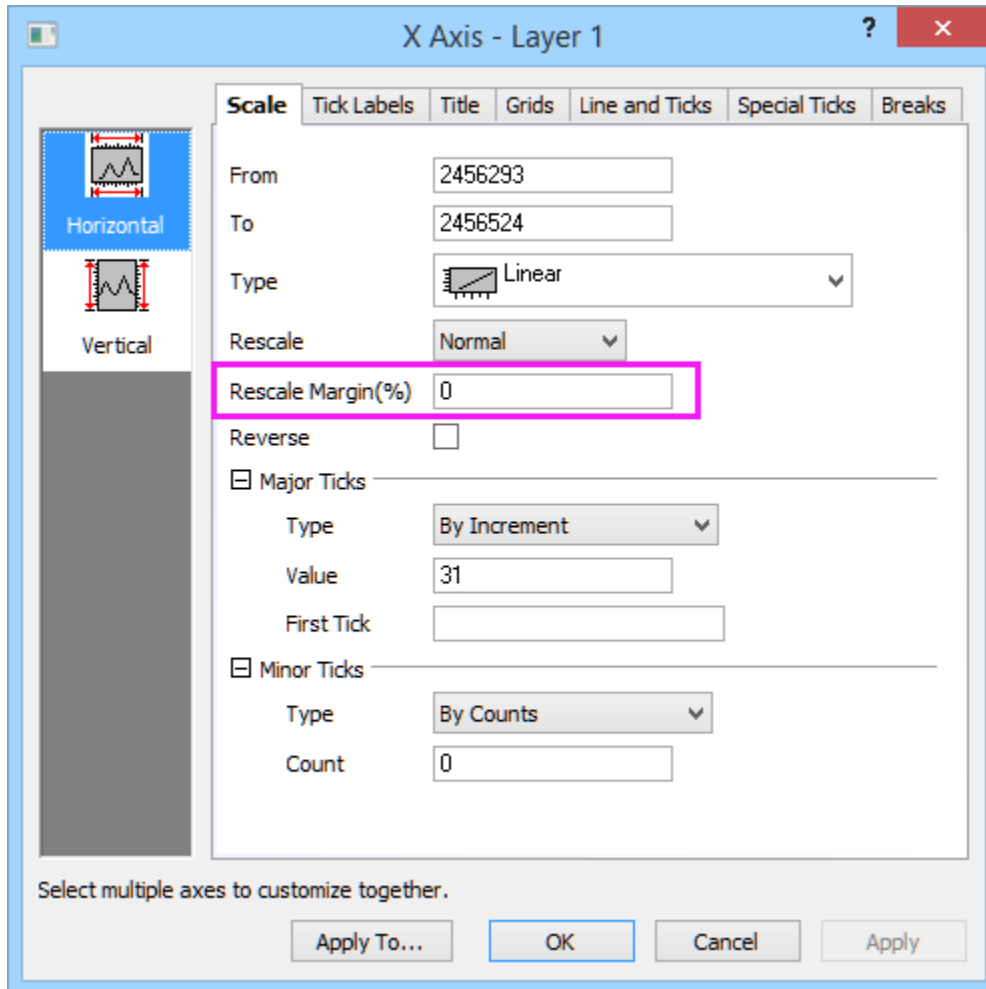 X Axis - Layer 1 ?
Scale Tick Labels Title Grids Line and Ticks Special Ticks Breaks
Horizontal
Vertical
From 2456293
To 2456524
Type Linear
Rescale Normal
Rescale Margin(%) 0
Reverse
Major Ticks
Type By Increment
Value 31
First Tick
Minor Ticks
Type By Counts
Count 0
Select multiple axes to customize together.
Apply To... OK Cancel Apply